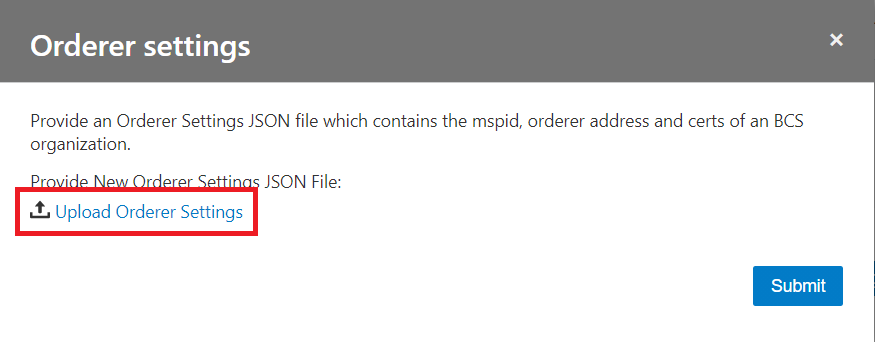 Orderer settings
×
Provide an Orderer Settings JSON file which contains the mspid, orderer address and certs of an BCS
organization.
Provide New Orderer Settings JSON File:
Upload Orderer Settings
Submit